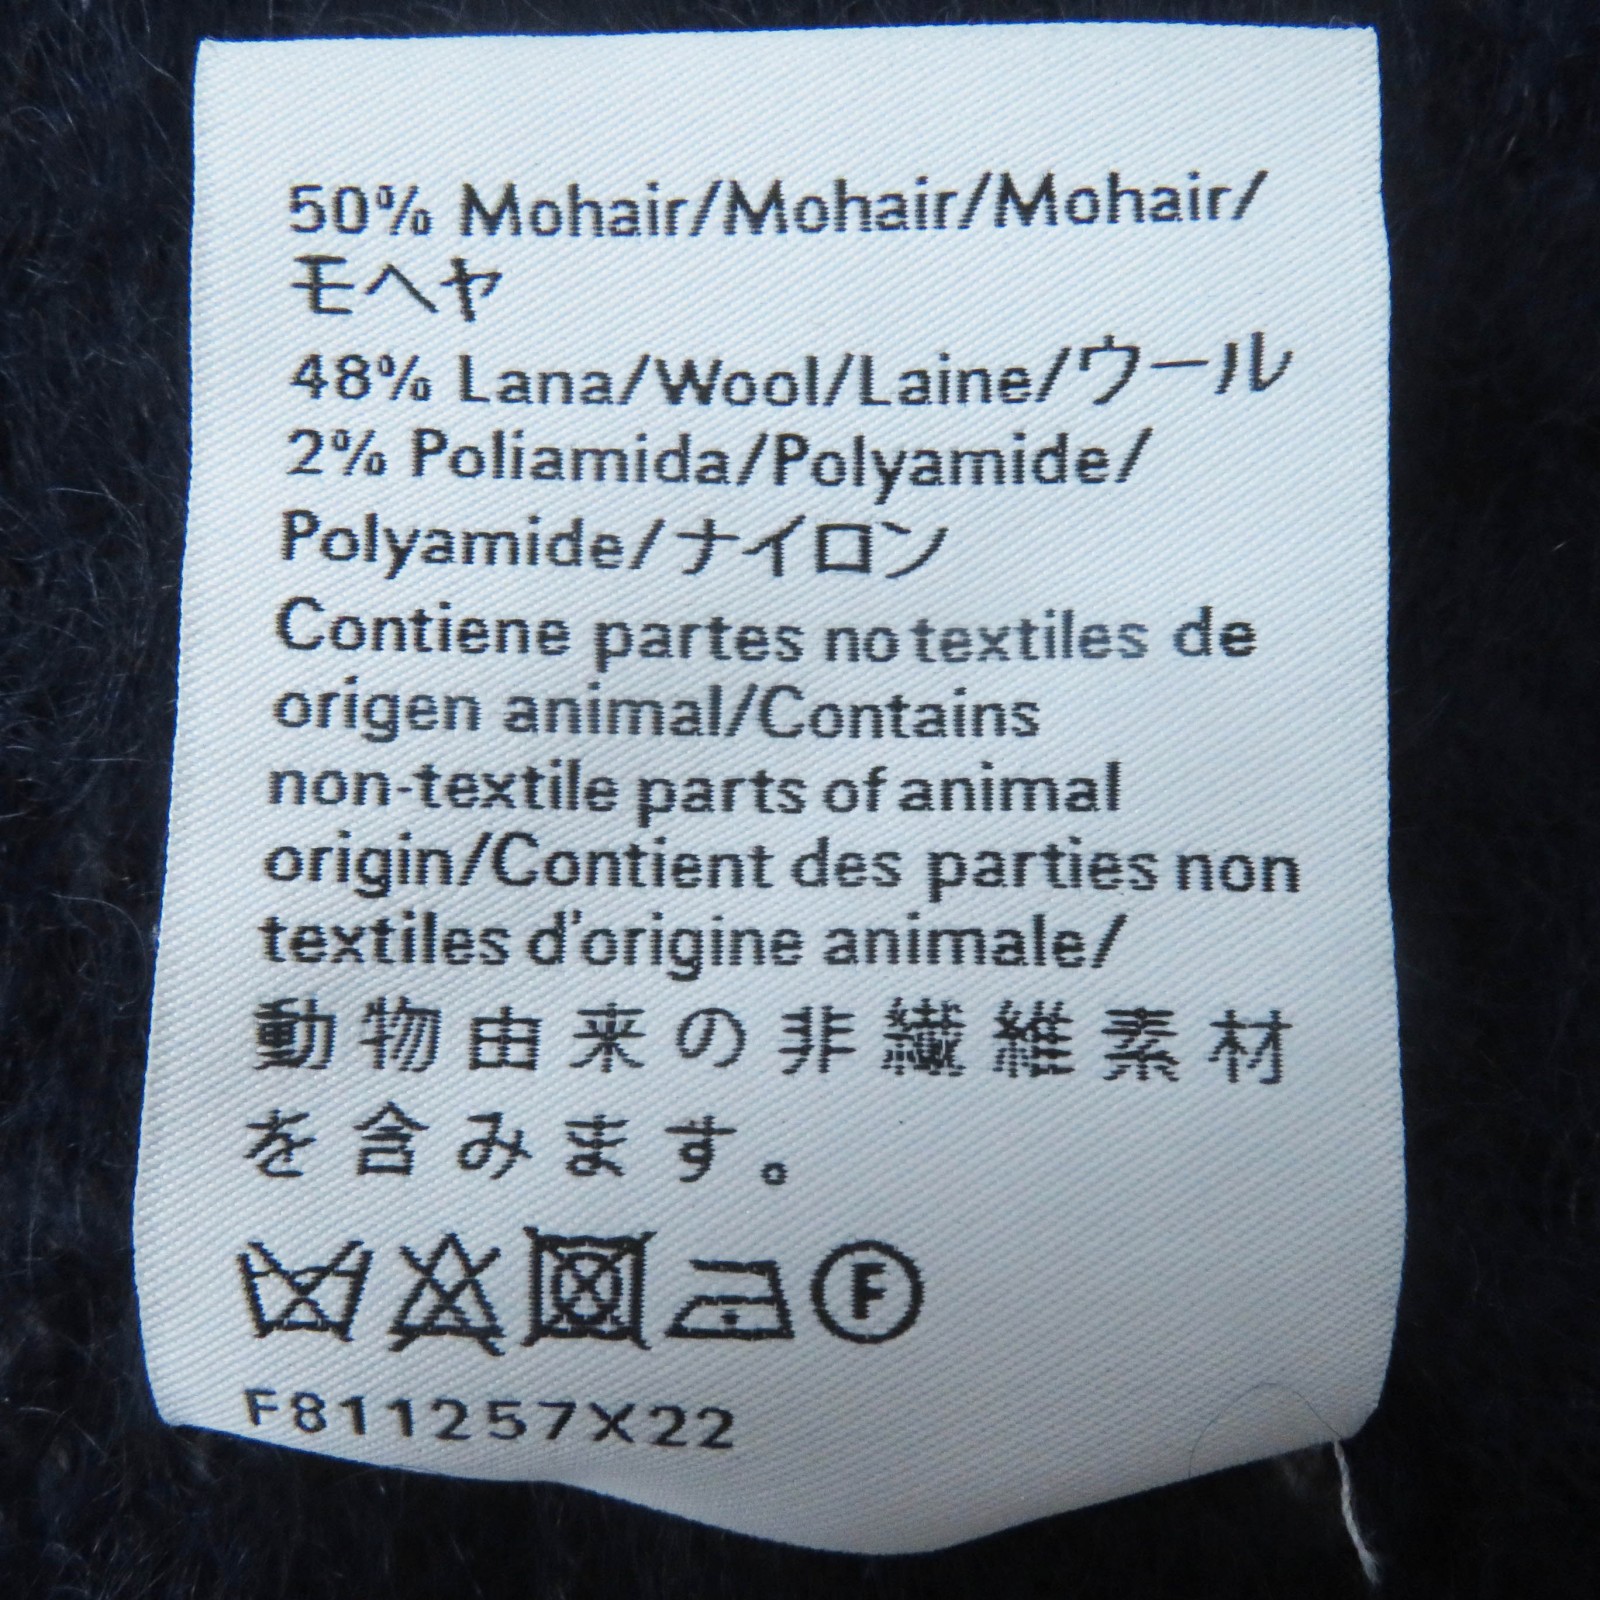 50% Mohair/Mohair/Mohair/
モヘヤ
48% Lana/Wool/Laine/ウール
2% Poliamida/Polyamide/
Polyamide/ナイロン
Contiene partes no textiles de
origen animal/Contains
non-textile parts of animal
origin/Contient des parties non
textiles d'origine animale/
動物由来の非繊維素材
を含みます。
F
F811257X22